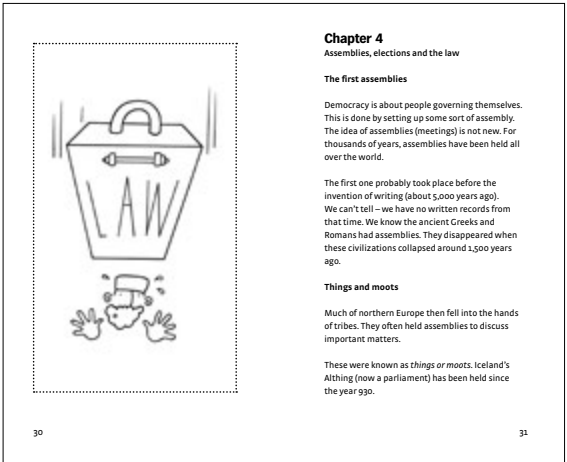 LAW
30
Chapter 4
Assemblies, elections and the law
The first assemblies
Democracy is about people governing themselves.
This is done by setting up some sort of assembly.
The idea of assemblies (meetings) is not new. For
thousands of years, assemblies have been held all
over the world.
The first one probably took place before the
invention of writing (about 5,000 years ago).
We can't tell – we have no written records from
that time. We know the ancient Greeks and
Romans had assemblies. They disappeared when
these civilizations collapsed around 1,500 years
ago.
Things and moots
Much of northern Europe then fell into the hands
of tribes. They often held assemblies to discuss
important matters.
These were known as things or moots. Iceland's
Althing (now a parliament) has been held since
the year 930.
31